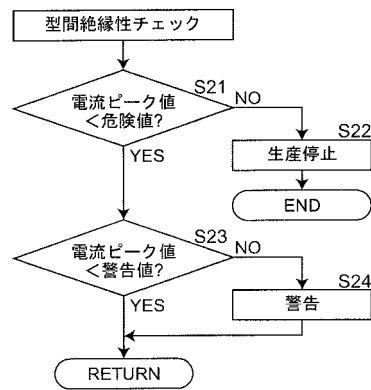 型間絶縁性チェック
S21
電流ピーク値
＜危険値?
NO
YES
S22
生産停止
END
S23
電流ピーク値
＜警告値?
NO
YES
S24
警告
RETURN